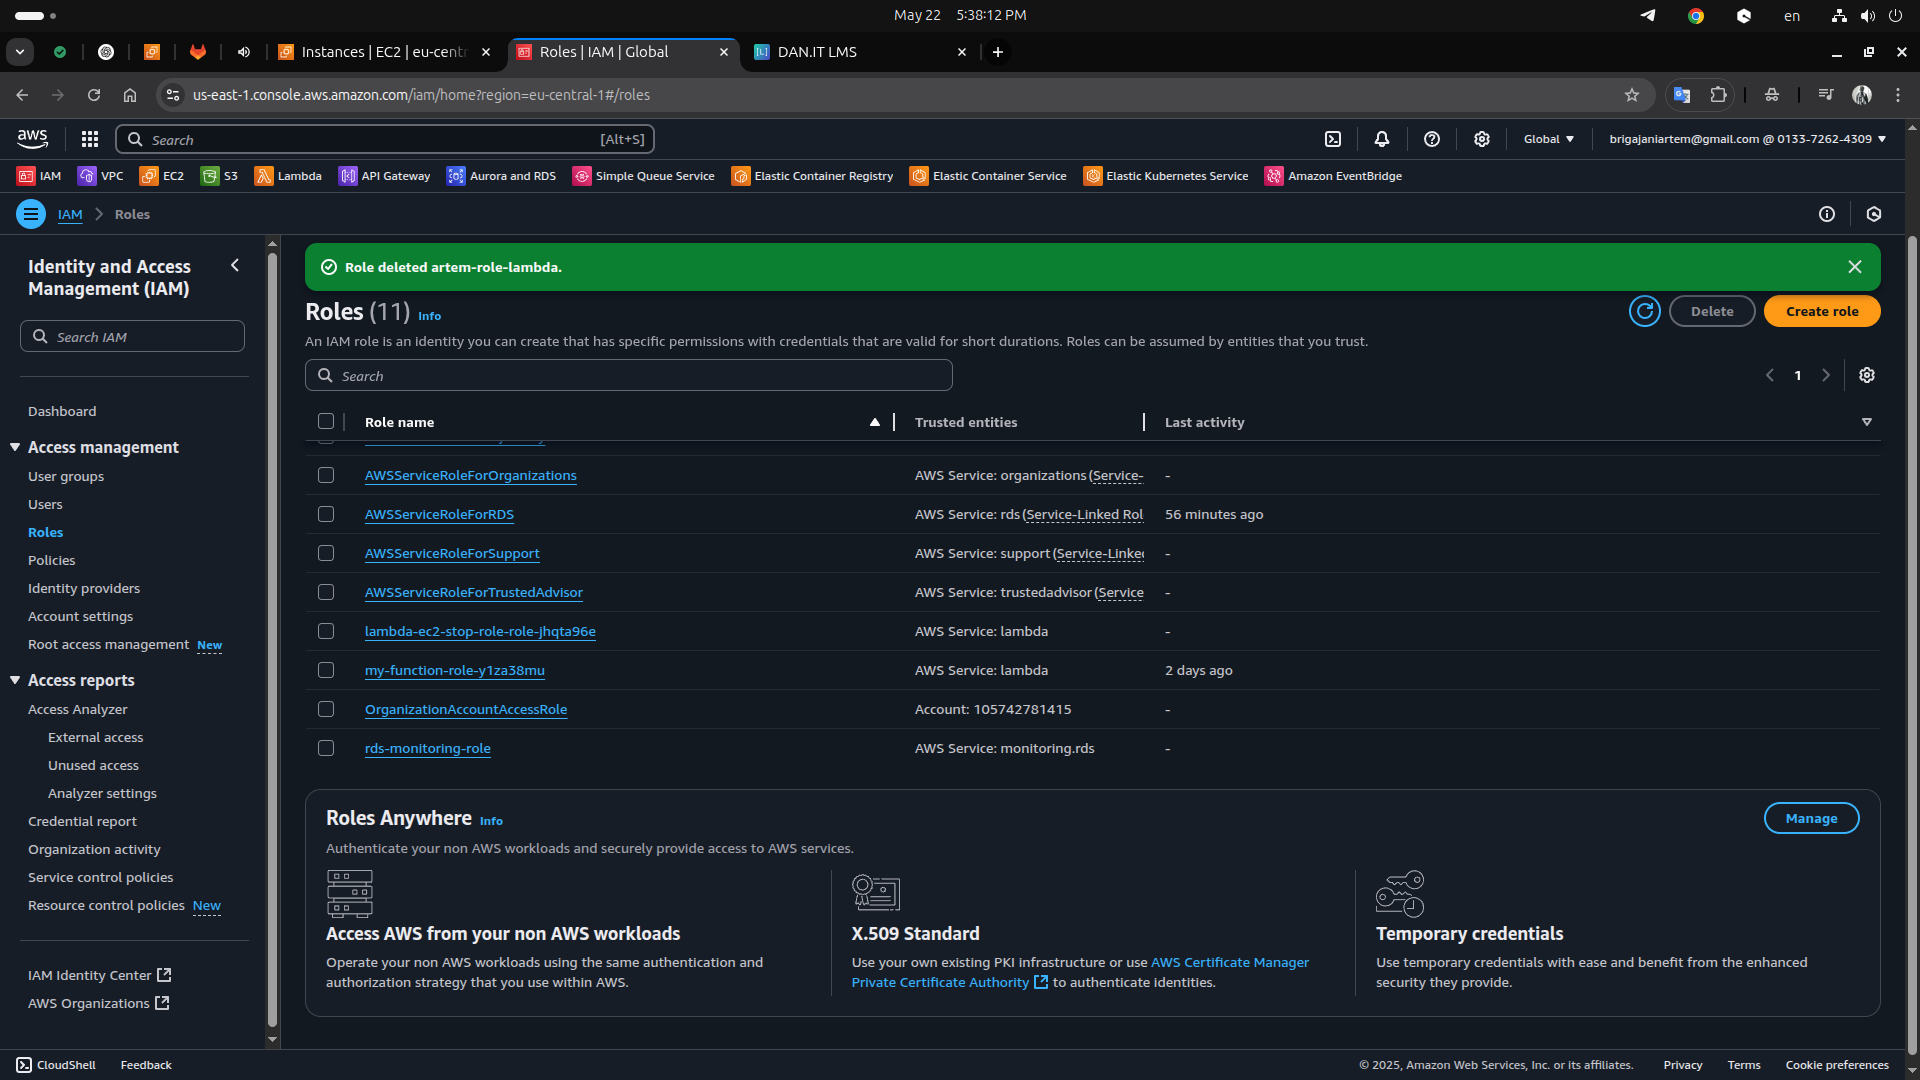 May 22 5:38:12 PM
en
Instances | EC2 | eu-centr
Roles | IAM | Global
DAN.IT LMS
us-east-1.console.aws.amazon.com/iam/home?region=eu-central-1#/roles
aws
Search
[Alt+S]
Global
brigajaniartem@gmail.com @ 0133-7262-4309
IAM
VPC
EC2
S3
Lambda
API Gateway
Aurora and RDS
Simple Queue Service
Elastic Container Registry
Elastic Container Service
Elastic Kubernetes Service
Amazon EventBridge
IAM
Roles
Identity and Access
Management (IAM)
Search IAM
Dashboard
Access management
User groups
Users
Roles
Policies
Identity providers
Account settings
Root access management New
Access reports
Access Analyzer
External access
Unused access
Analyzer settings
Credential report
Organization activity
Service control policies
Resource control policies New
IAM Identity Center
AWS Organizations
Role deleted artem-role-lambda.
Roles (11) Info
Delete
Create role
An IAM role is an identity you can create that has specific permissions with credentials that are valid for short durations. Roles can be assumed by entities that you trust.
Search
1
Role name Trusted entities Last activity
AWSServiceRoleForOrganizations AWS Service: organizations (Service- -
AWSServiceRoleForRDS AWS Service: rds (Service-Linked Rol 56 minutes ago
AWSServiceRoleForSupport AWS Service: support (Service-Linked -
AWSServiceRoleForTrustedAdvisor AWS Service: trustedadvisor (Service -
lambda-ec2-stop-role-role-jhqta96e AWS Service: lambda -
my-function-role-y1za38mu AWS Service: lambda 2 days ago
OrganizationAccountAccessRole Account: 105742781415 -
rds-monitoring-role AWS Service: monitoring.rds -
Roles Anywhere Info
Manage
Authenticate your non AWS workloads and securely provide access to AWS services.
Access AWS from your non AWS workloads
Operate your non AWS workloads using the same authentication and
authorization strategy that you use within AWS.
X.509 Standard
Use your own existing PKI infrastructure or use AWS Certificate Manager
Private Certificate Authority to authenticate identities.
Temporary credentials
Use temporary credentials with ease and benefit from the enhanced
security they provide.
CloudShell
Feedback
© 2025, Amazon Web Services, Inc. or its affiliates.
Privacy
Terms
Cookie preferences